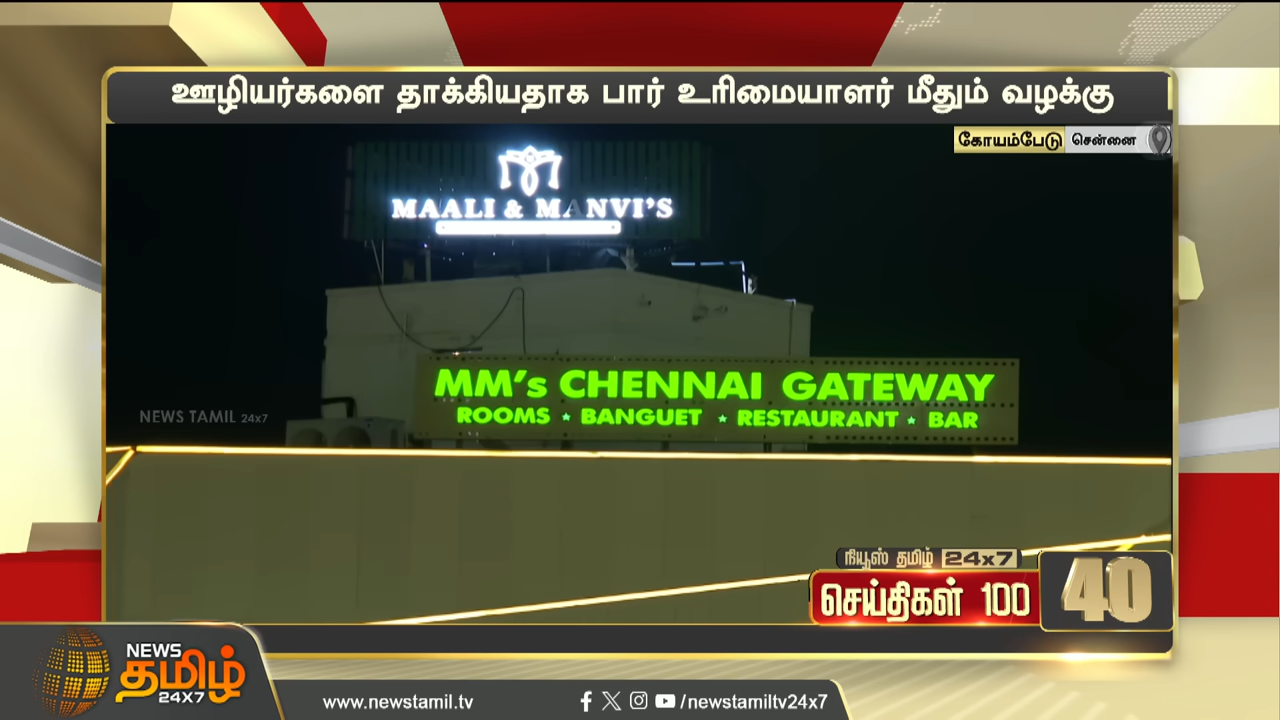 ஊழியர்களை தாக்கியதாக பார் உரிமையாளர் மீதும் வழக்கு
கோயம்பேடு சென்னை
MAALI & MANVI'S
MM's CHENNAI GATEWAY
ROOMS ★ BANGUET ★ RESTAURANT ★ BAR
NEWS TAMIL 24x7
நியூஸ் தமிழ் 24x7
செய்திகள் 100 40
NEWS
தமிழ்
24X7
www.newstamil.tv /newstamiltv24x7